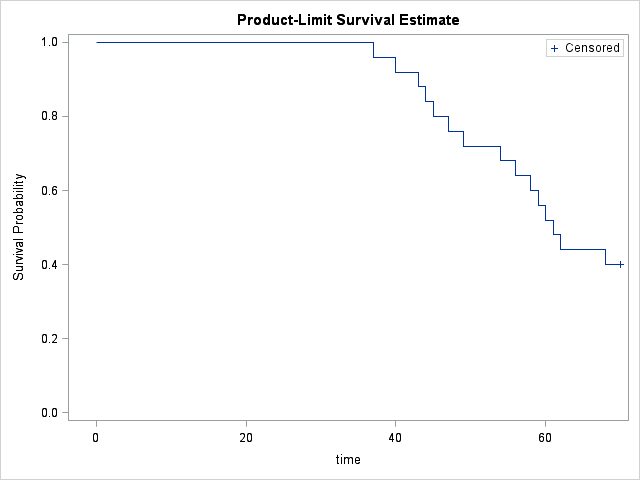 Product-Limit Survival Estimate
+ Censored
Survival Probability
1.0
0.8
0.6
0.4
0.2
0.0
0 20 40 60
time